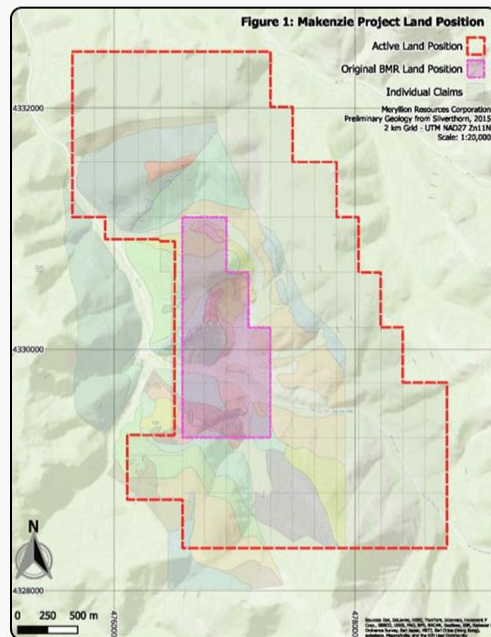 Figure 1: Makenzie Project Land Position
Active Land Position
Original BMR Land Position
Individual Claims
Meryllion Resources Corporation
Preliminary Geology from Silverthorn, 2015
2 km Grid - UTM NAD27 Zn11N
Scale: 1:20,000
4332000
4330000
4328000
476000
478000
N
0 250 500 m